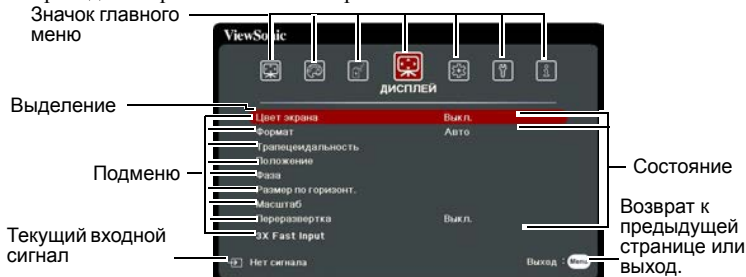 Значок главного
меню
ViewSonic
ДИСПЛЕЙ
Выделение
Цвет экрана Выкл.
Формат Авто
Трапецеидальность
Положение
Фаза
Подменю
Состояние
Размер по горизонт.
Масштаб
Переразвертка Выкл.
3X Fast Input
Текущий входной
сигнал
Нет сигнала
Выход : Menu
Возврат к
предыдущей
странице или
выход.